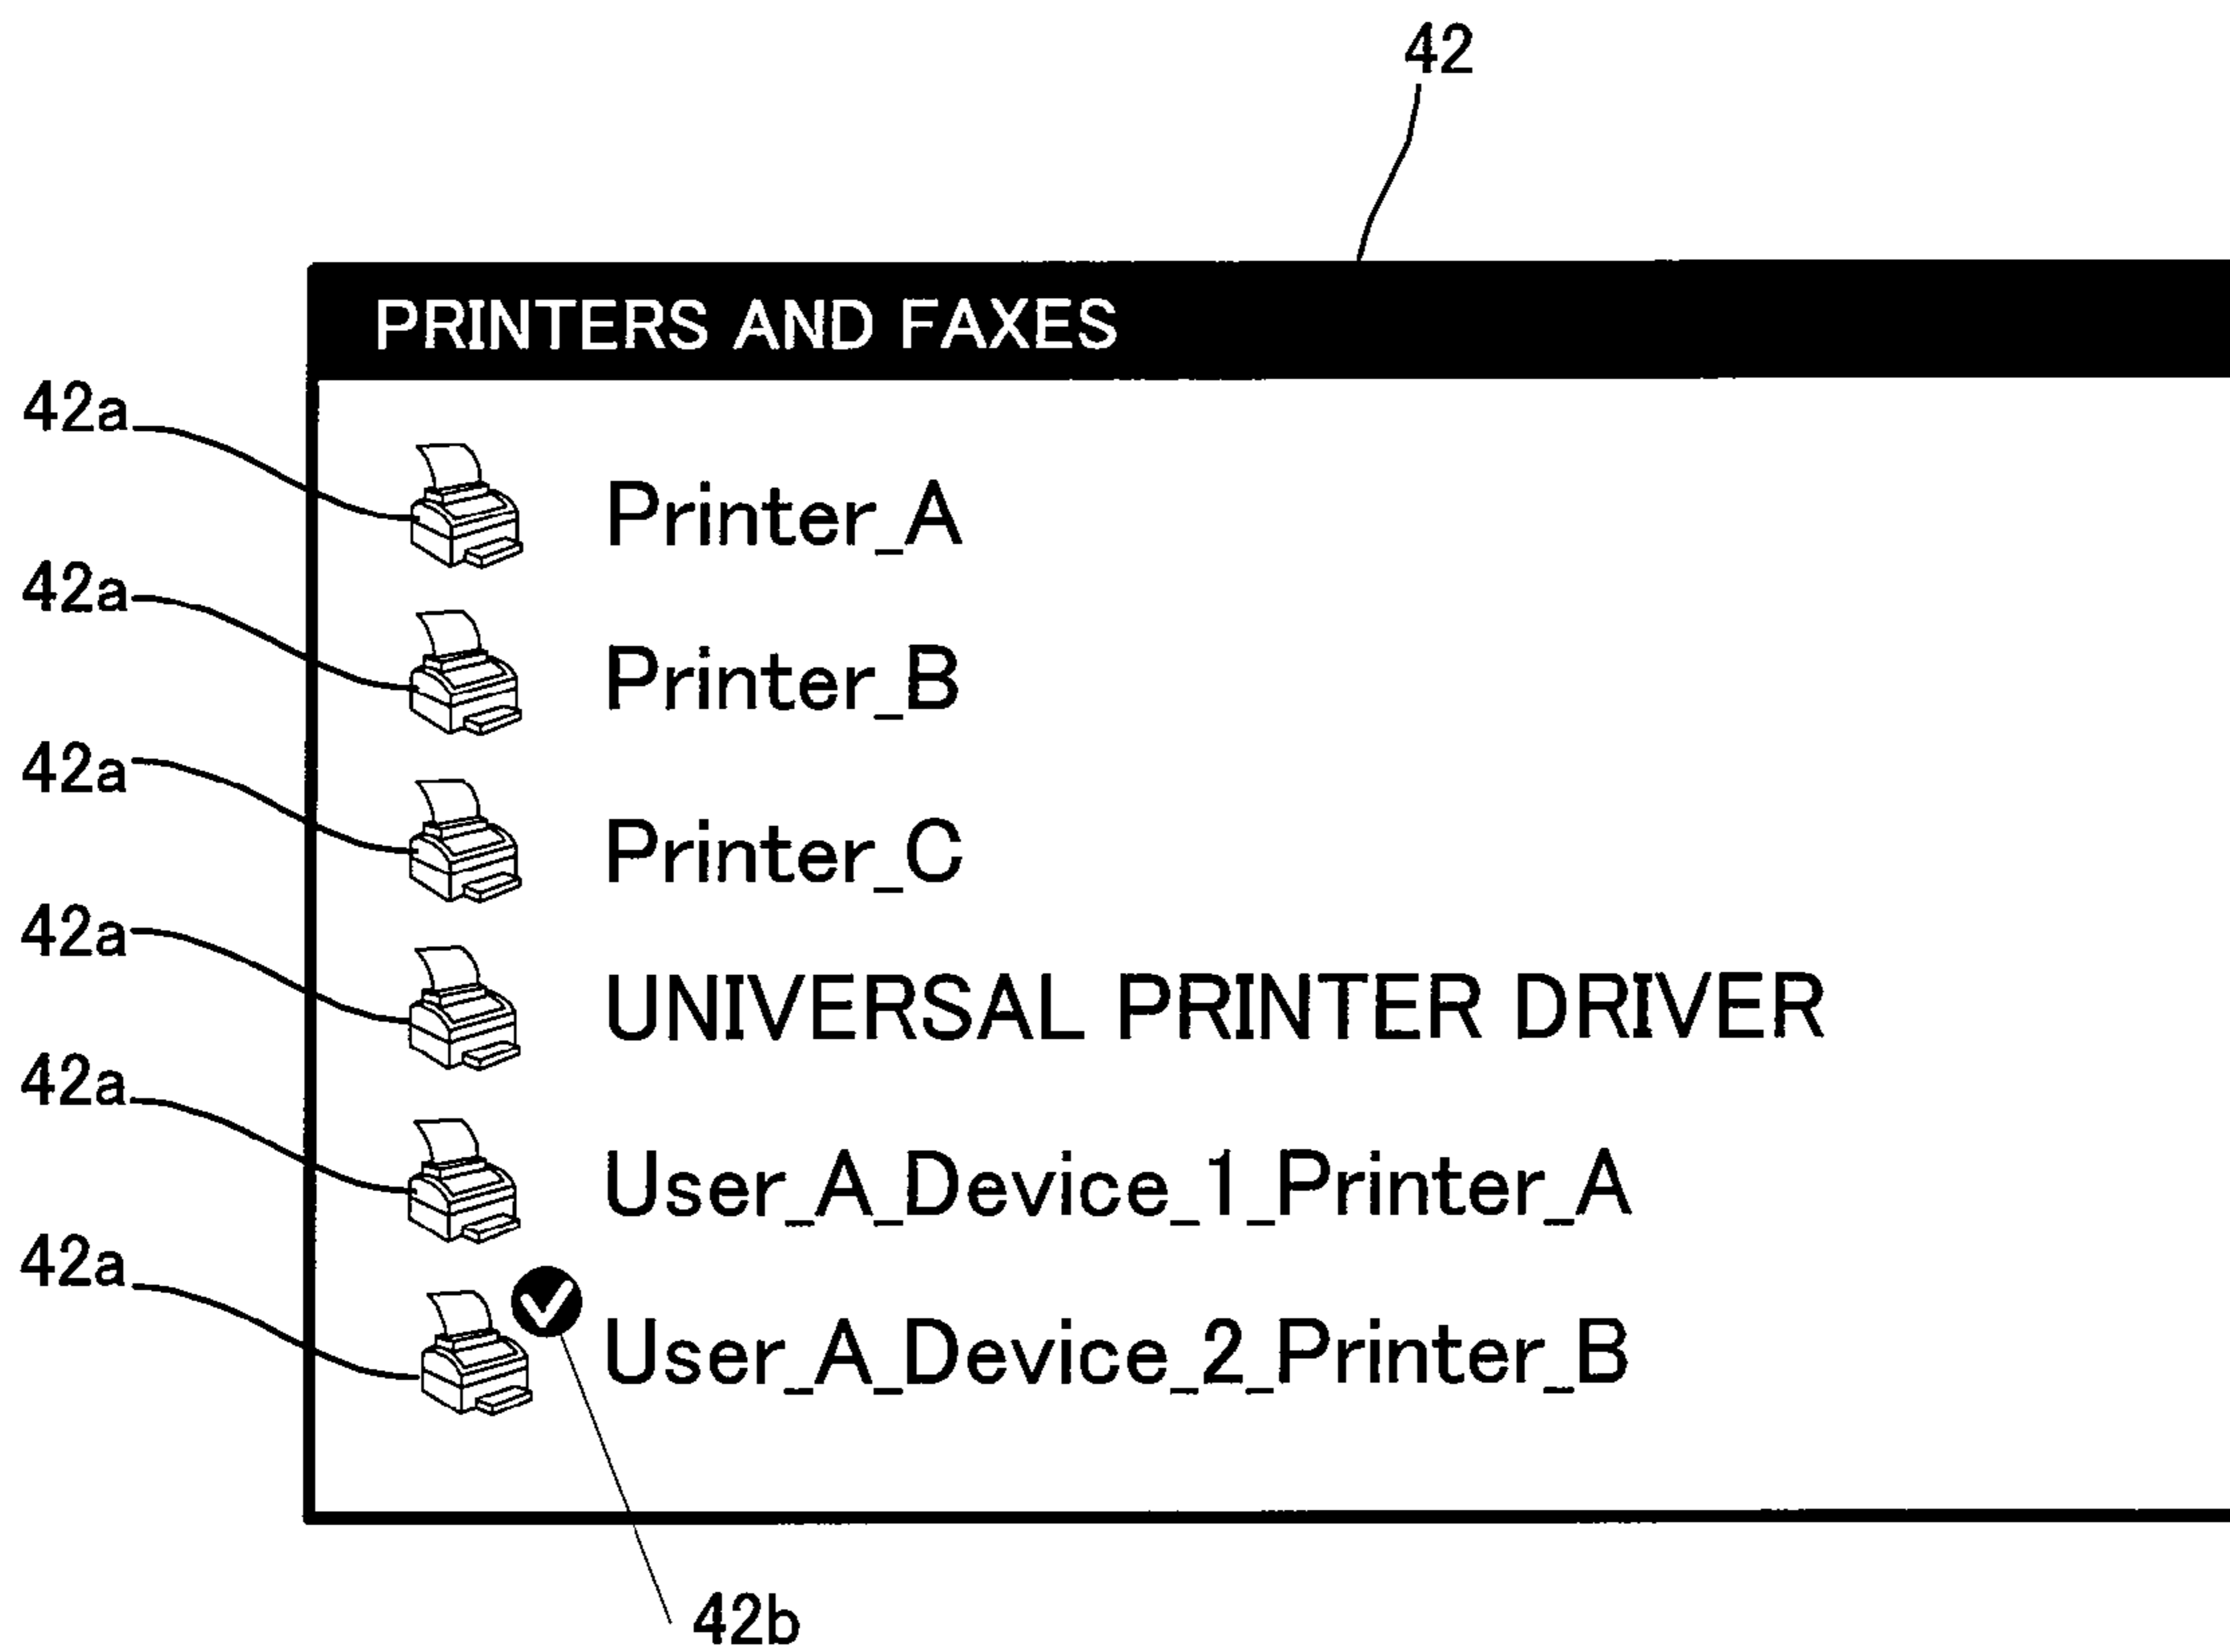 42
PRINTERS AND FAXES
42a
Printer_A
42a
Printer_B
42a
Printer_C
42a
UNIVERSAL PRINTER DRIVER
42a
User_A_Device_1_Printer_A
42a
User_A_Device_2_Printer_B
42b